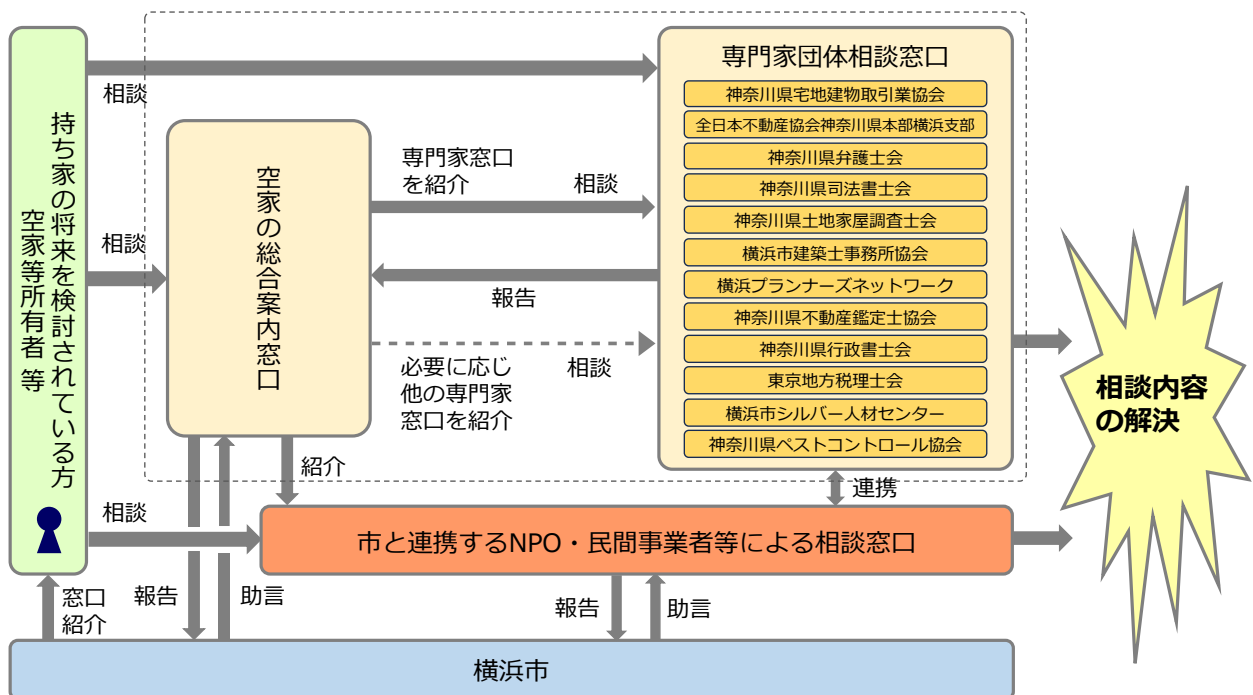 持ち家の将来を検討されている方
空家等所有者 等
相談
相談
相談
空家の総合案内窓口
専門家窓口
を紹介
相談
報告
必要に応じ
他の専門家
窓口を紹介
相談
専門家団体相談窓口
神奈川県宅地建物取引業協会
全日本不動産協会神奈川県本部横浜支部
神奈川県弁護士会
神奈川県司法書士会
神奈川県土地家屋調査士会
横浜市建築士事務所協会
横浜プランナーズネットワーク
神奈川県不動産鑑定士協会
神奈川県行政書士会
東京地方税理士会
横浜市シルバー人材センター
神奈川県ペストコントロール協会
相談内容
の解決
紹介
連携
市と連携するNPO・民間事業者等による相談窓口
窓口
紹介
報告
助言
報告
助言
横浜市